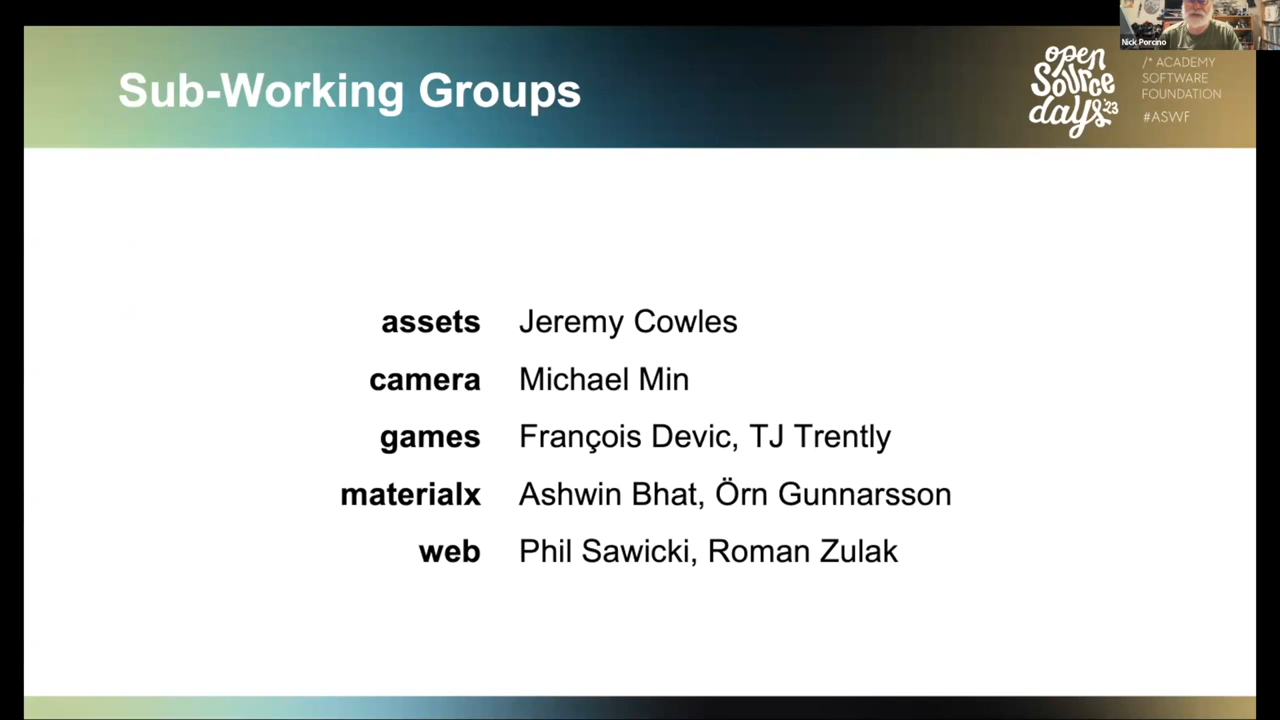 Sub-Working Groups
open
Source
days '23
/* ACADEMY
SOFTWARE
FOUNDATION
#ASWF
Nick Porcino
assets Jeremy Cowles
camera Michael Min
games François Devic, TJ Trently
materialx Ashwin Bhat, Örn Gunnarsson
web Phil Sawicki, Roman Zulak